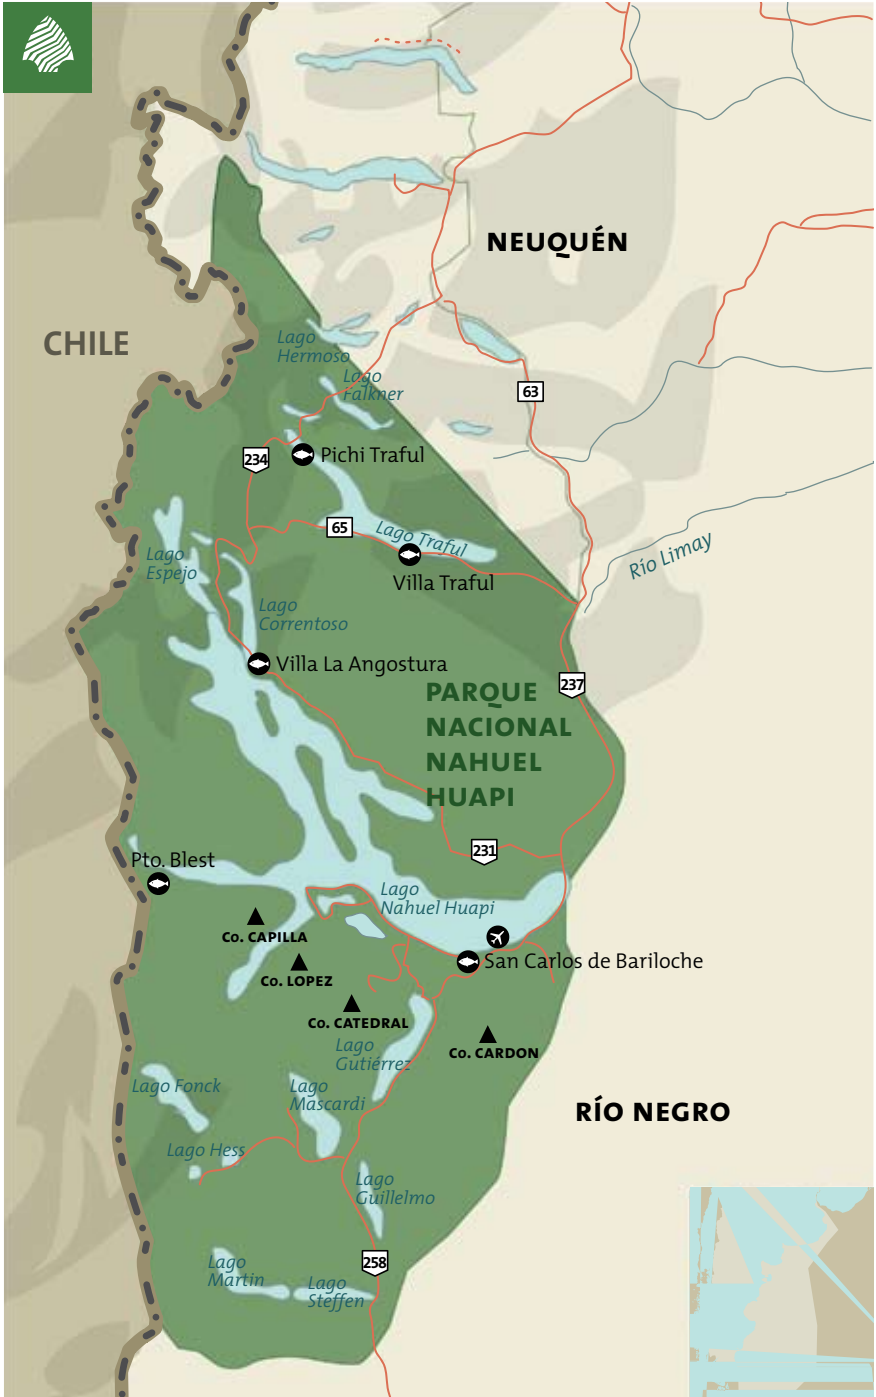 NEUQUÉN
CHILE
Lago
Hermoso
Lago
Falkner
63
234
Pichi Traful
65
Lago Traful
Lago
Espejo
Río Limay
Villa Traful
Lago
Correntoso
Villa La Angostura
237
PARQUE
NACIONAL
NAHUEL
HUAPI
231
Pto. Blest
Lago
Nahuel Huapi
Co. CAPILLA
San Carlos de Bariloche
Co. LOPEZ
Co. CATEDRAL
Lago
Gutiérrez
Co. CARDON
Lago Fonck
Lago
Mascardi
RÍO NEGRO
Lago Hess
Lago
Guillelmo
258
Lago
Martin
Lago
Steffen